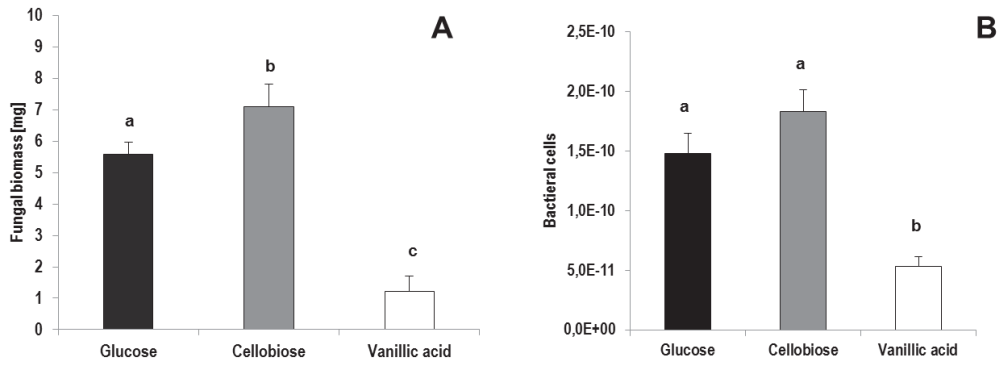 A
Fungal biomass [mg]
10
9
8
7
6
5
4
3
2
1
0
a
b
c
Glucose
Cellobiose
Vanillic acid
B
Bactieral cells
2,5E-10
2,0E-10
1,5E-10
1,0E-10
5,0E-11
0,0E+00
a
a
b
Glucose
Cellobiose
Vanillic acid